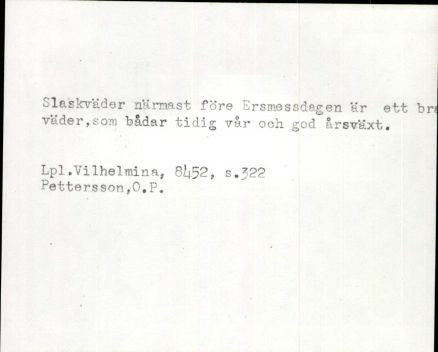 Slaskväder närmast före Ersmessdagen är ett bra
väder,som bådar tidig vår och god årsväxt.
Lpl.Vilhelmina, 8452, s.322
Pettersson,O.P.